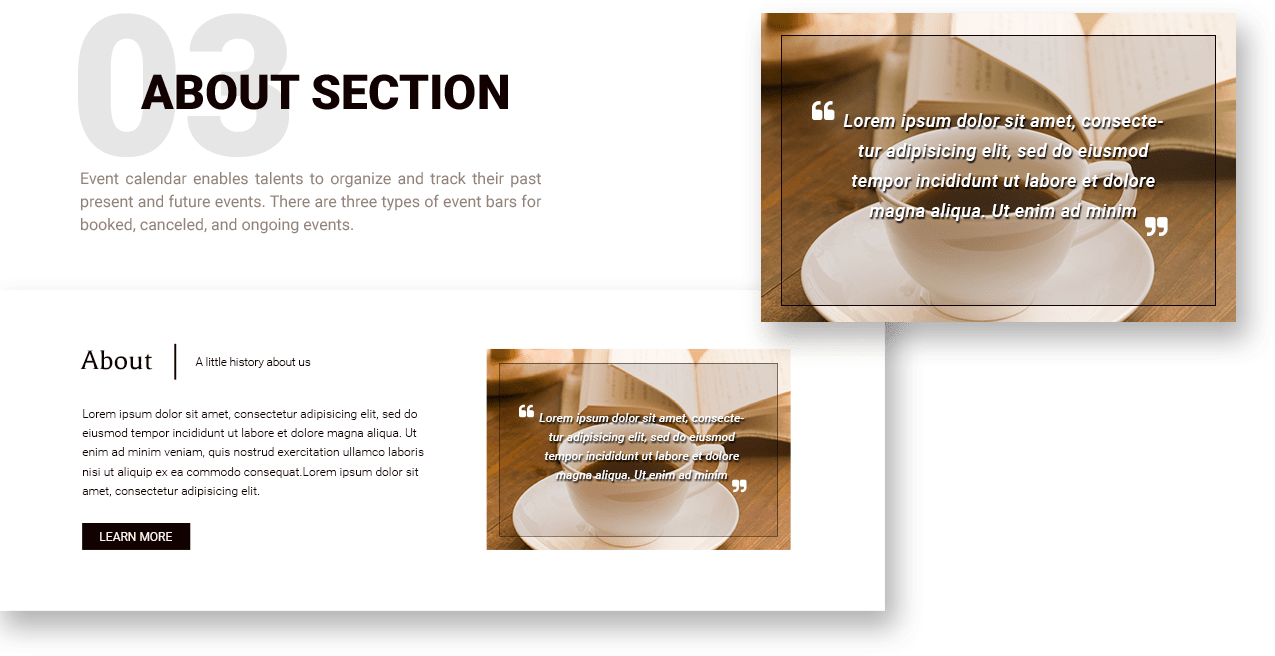 03
ABOUT SECTION
Event calendar enables talents to organize and track their past
present and future events. There are three types of event bars for
booked, canceled, and ongoing events.
“ Lorem ipsum dolor sit amet, consecte-
tur adipisicing elit, sed do eiusmod
tempor incididunt ut labore et dolore
magna aliqua. Ut enim ad minim ”
About | A little history about us
Lorem ipsum dolor sit amet, consectetur adipisicing elit, sed do
eiusmod tempor incididunt ut labore et dolore magna aliqua. Ut
enim ad minim veniam, quis nostrud exercitation ullamco laboris
nisi ut aliquip ex ea commodo consequat.Lorem ipsum dolor sit
amet, consectetur adipisicing elit.
LEARN MORE
“ Lorem ipsum dolor sit amet, consecte-
tur adipisicing elit, sed do eiusmod
tempor incididunt ut labore et dolore
magna aliqua. Ut enim ad minim ”